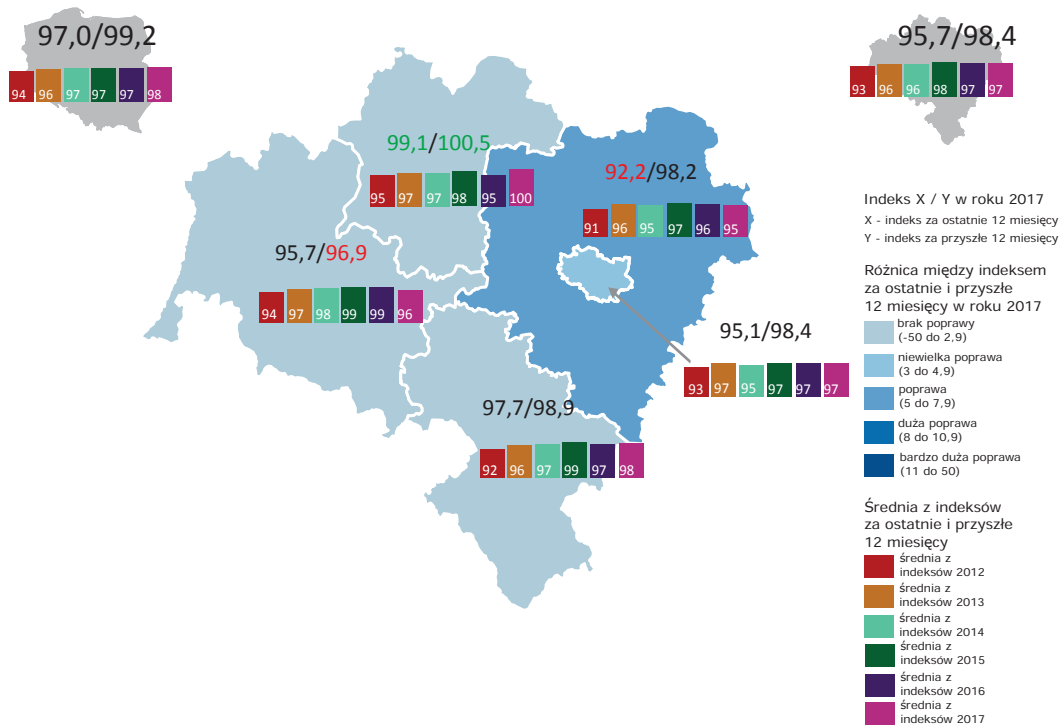 97,0/99,2
94 96 97 97 97 98
95,7/98,4
93 96 96 98 97 97
99,1/100,5
95 97 97 98 95 100
92,2/98,2
91 96 95 97 96 95
95,7/96,9
94 97 98 99 99 96
95,1/98,4
93 97 95 97 97 97
97,7/98,9
92 96 97 99 97 98
Indeks X / Y w roku 2017
X - indeks za ostatnie 12 miesięcy
Y - indeks za przyszłe 12 miesięcy
Różnica między indeksem
za ostatnie i przyszłe
12 miesięcy w roku 2017
brak poprawy
(-50 do 2,9)
niewielka poprawa
(3 do 4,9)
poprawa
(5 do 7,9)
duża poprawa
(8 do 10,9)
bardzo duża poprawa
(11 do 50)
Średnia z indeksów
za ostatnie i przyszłe
12 miesięcy
średnia z
indeksów 2012
średnia z
indeksów 2013
średnia z
indeksów 2014
średnia z
indeksów 2015
średnia z
indeksów 2016
średnia z
indeksów 2017